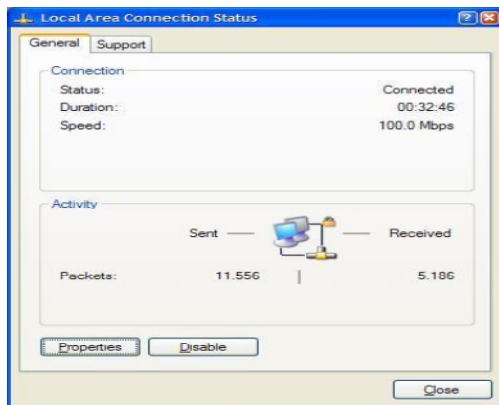 Local Area Connection Status
General Support
Connection
Status: Connected
Duration: 00:32:46
Speed: 100.0 Mbps
Activity
Sent Received
Packets: 11.556 5.186
Properties Disable
Close